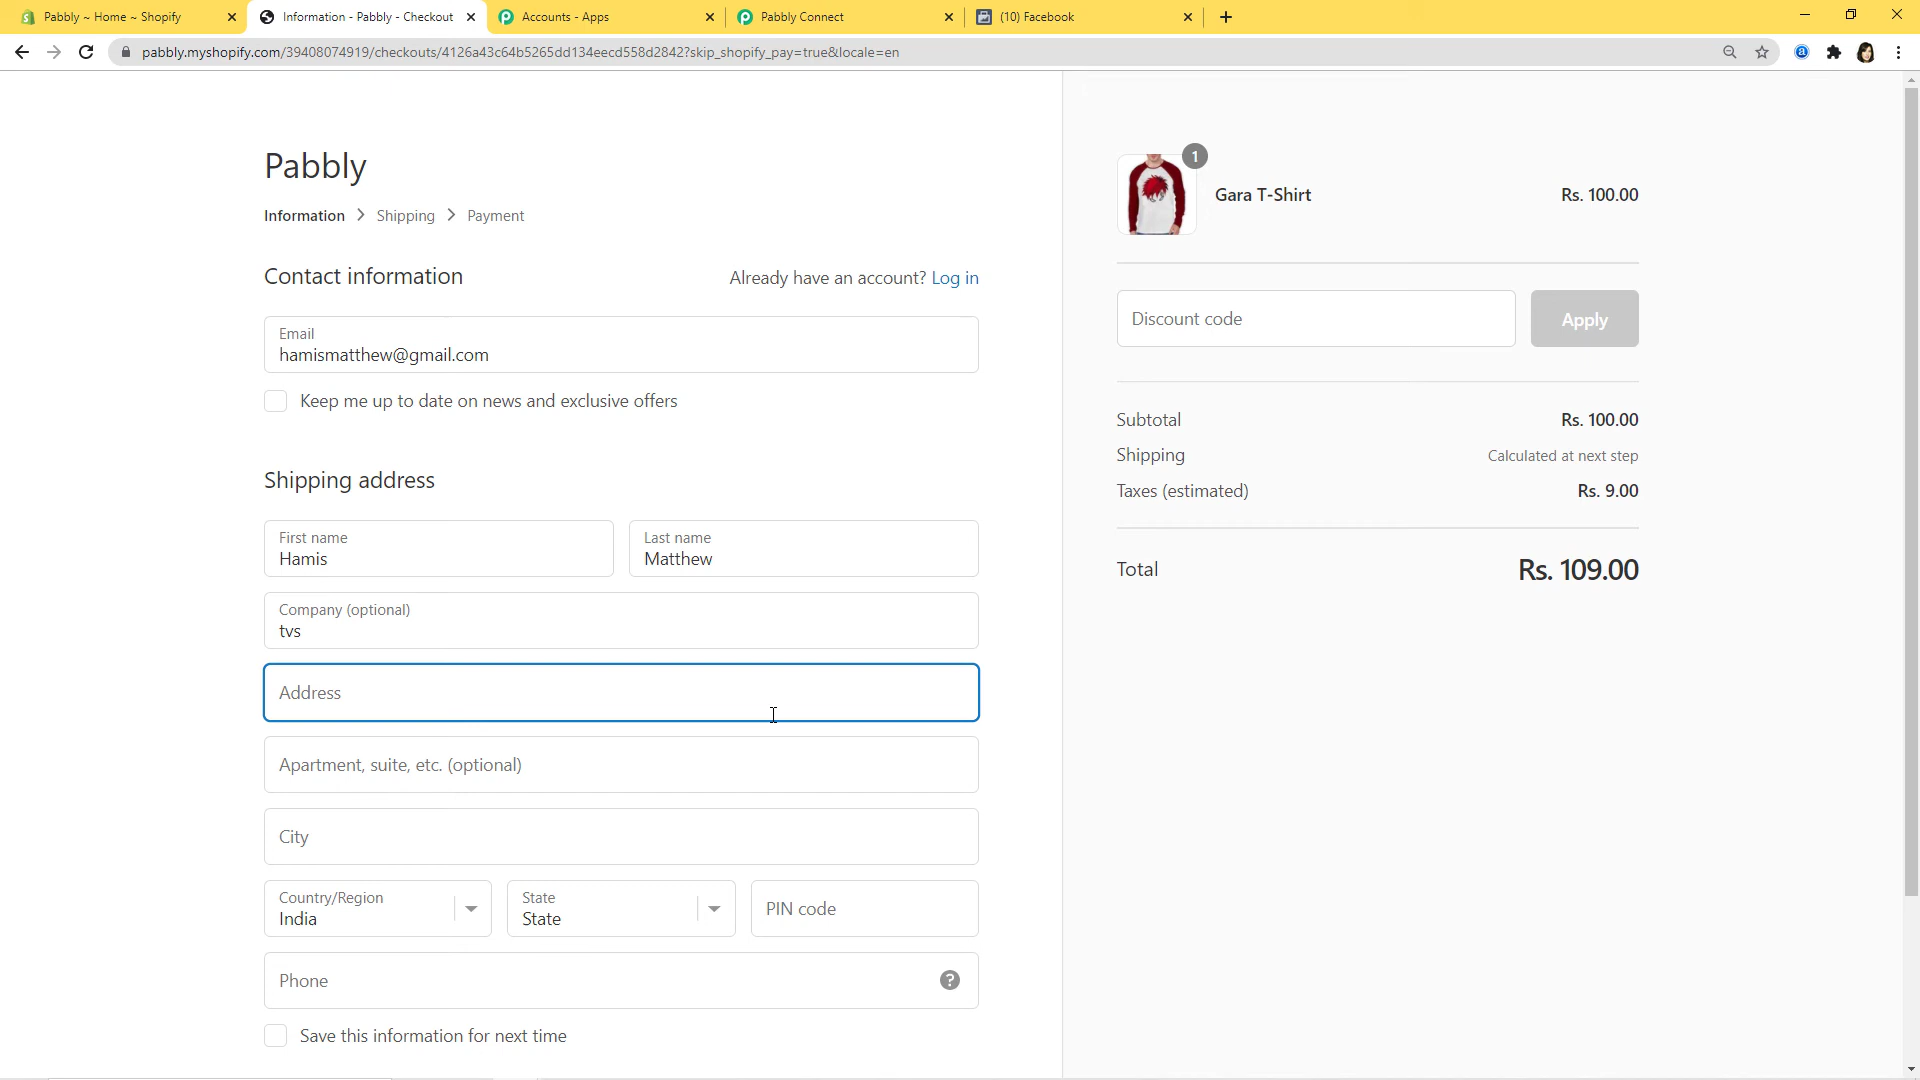 Pabbly ~ Home ~ Shopify
Information - Pabbly - Checkout
Accounts - Apps
Pabbly Connect
(10) Facebook
pabbly.myshopify.com/39408074919/checkouts/4126a43c64b5265dd134eecd558d2842?skip_shopify_pay=true&locale=en
Pabbly
Information > Shipping > Payment
Contact information
Already have an account? Log in
Email
hamismatthew@gmail.com
Keep me up to date on news and exclusive offers
Shipping address
First name
Hamis
Last name
Matthew
Company (optional)
tvs
Address
Apartment, suite, etc. (optional)
City
Country/Region
India
State
State
PIN code
Phone
?
Save this information for next time
1
Gara T-Shirt
Rs. 100.00
Discount code
Apply
Subtotal
Rs. 100.00
Shipping
Calculated at next step
Taxes (estimated)
Rs. 9.00
Total
Rs. 109.00